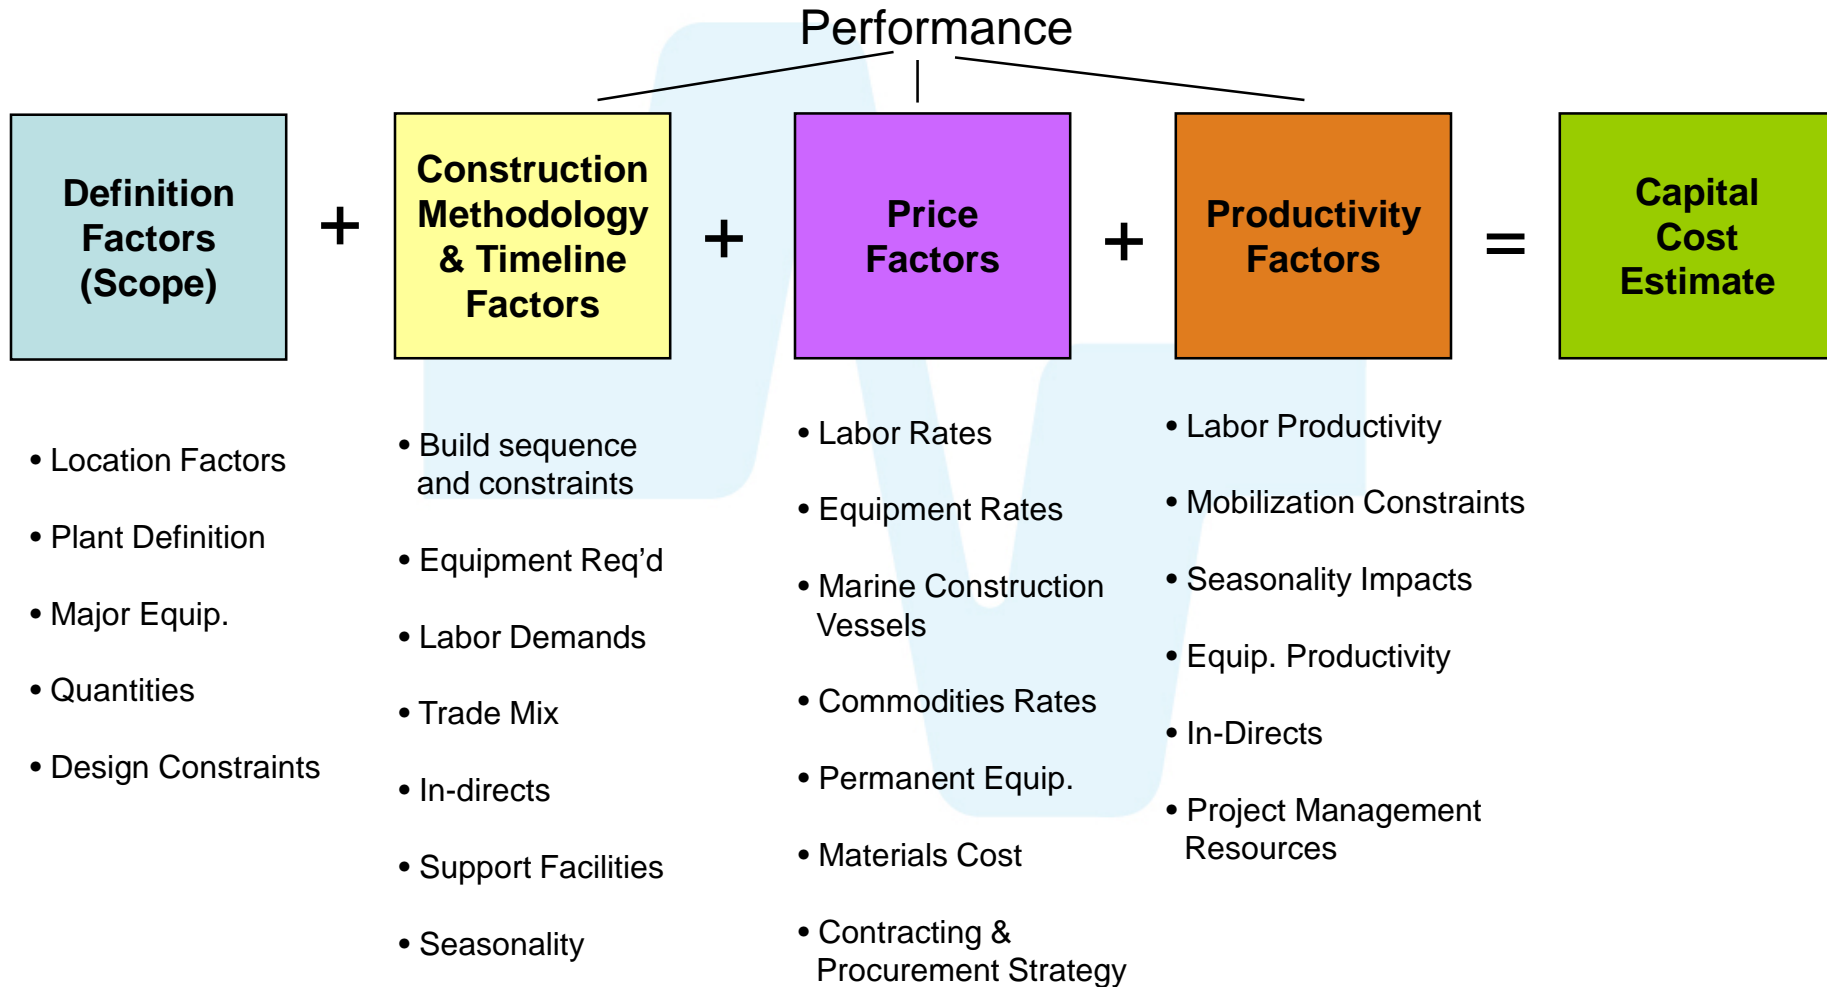 Performance
Definition
Factors
(Scope)
+
Construction
Methodology
& Timeline
Factors
+
Price
Factors
+
Productivity
Factors
=
Capital
Cost
Estimate
• Location Factors
• Plant Definition
• Major Equip.
• Quantities
• Design Constraints
• Build sequence
and constraints
• Equipment Req’d
• Labor Demands
• Trade Mix
• In-directs
• Support Facilities
• Seasonality
• Labor Rates
• Equipment Rates
• Marine Construction
Vessels
• Commodities Rates
• Permanent Equip.
• Materials Cost
• Contracting &
Procurement Strategy
• Labor Productivity
• Mobilization Constraints
• Seasonality Impacts
• Equip. Productivity
• In-Directs
• Project Management
Resources